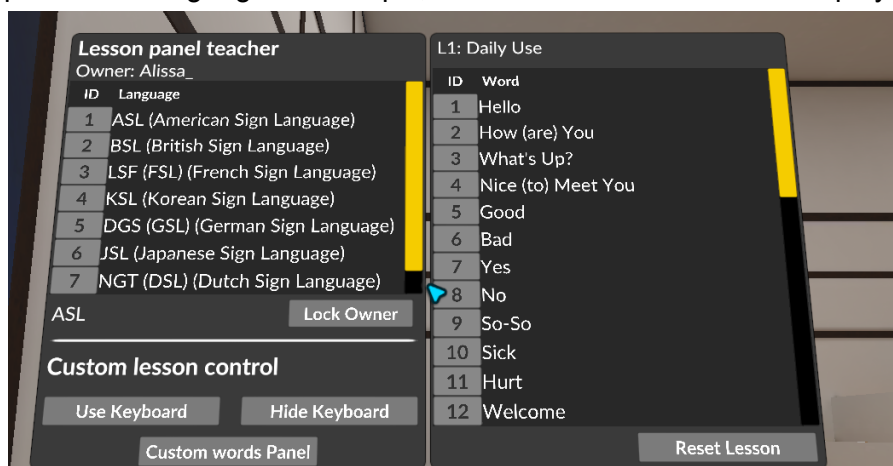 Lesson panel teacher
Owner: Alissa_
ID Language
1 ASL (American Sign Language)
2 BSL (British Sign Language)
3 LSF (FSL) (French Sign Language)
4 KSL (Korean Sign Language)
5 DGS (GSL) (German Sign Language)
6 JSL (Japanese Sign Language)
7 NGT (DSL) (Dutch Sign Language)
ASL Lock Owner
Custom lesson control
Use Keyboard Hide Keyboard
Custom words Panel
L1: Daily Use
ID Word
1 Hello
2 How (are) You
3 What's Up?
4 Nice (to) Meet You
5 Good
6 Bad
7 Yes
8 No
9 So-So
10 Sick
11 Hurt
12 Welcome
Reset Lesson